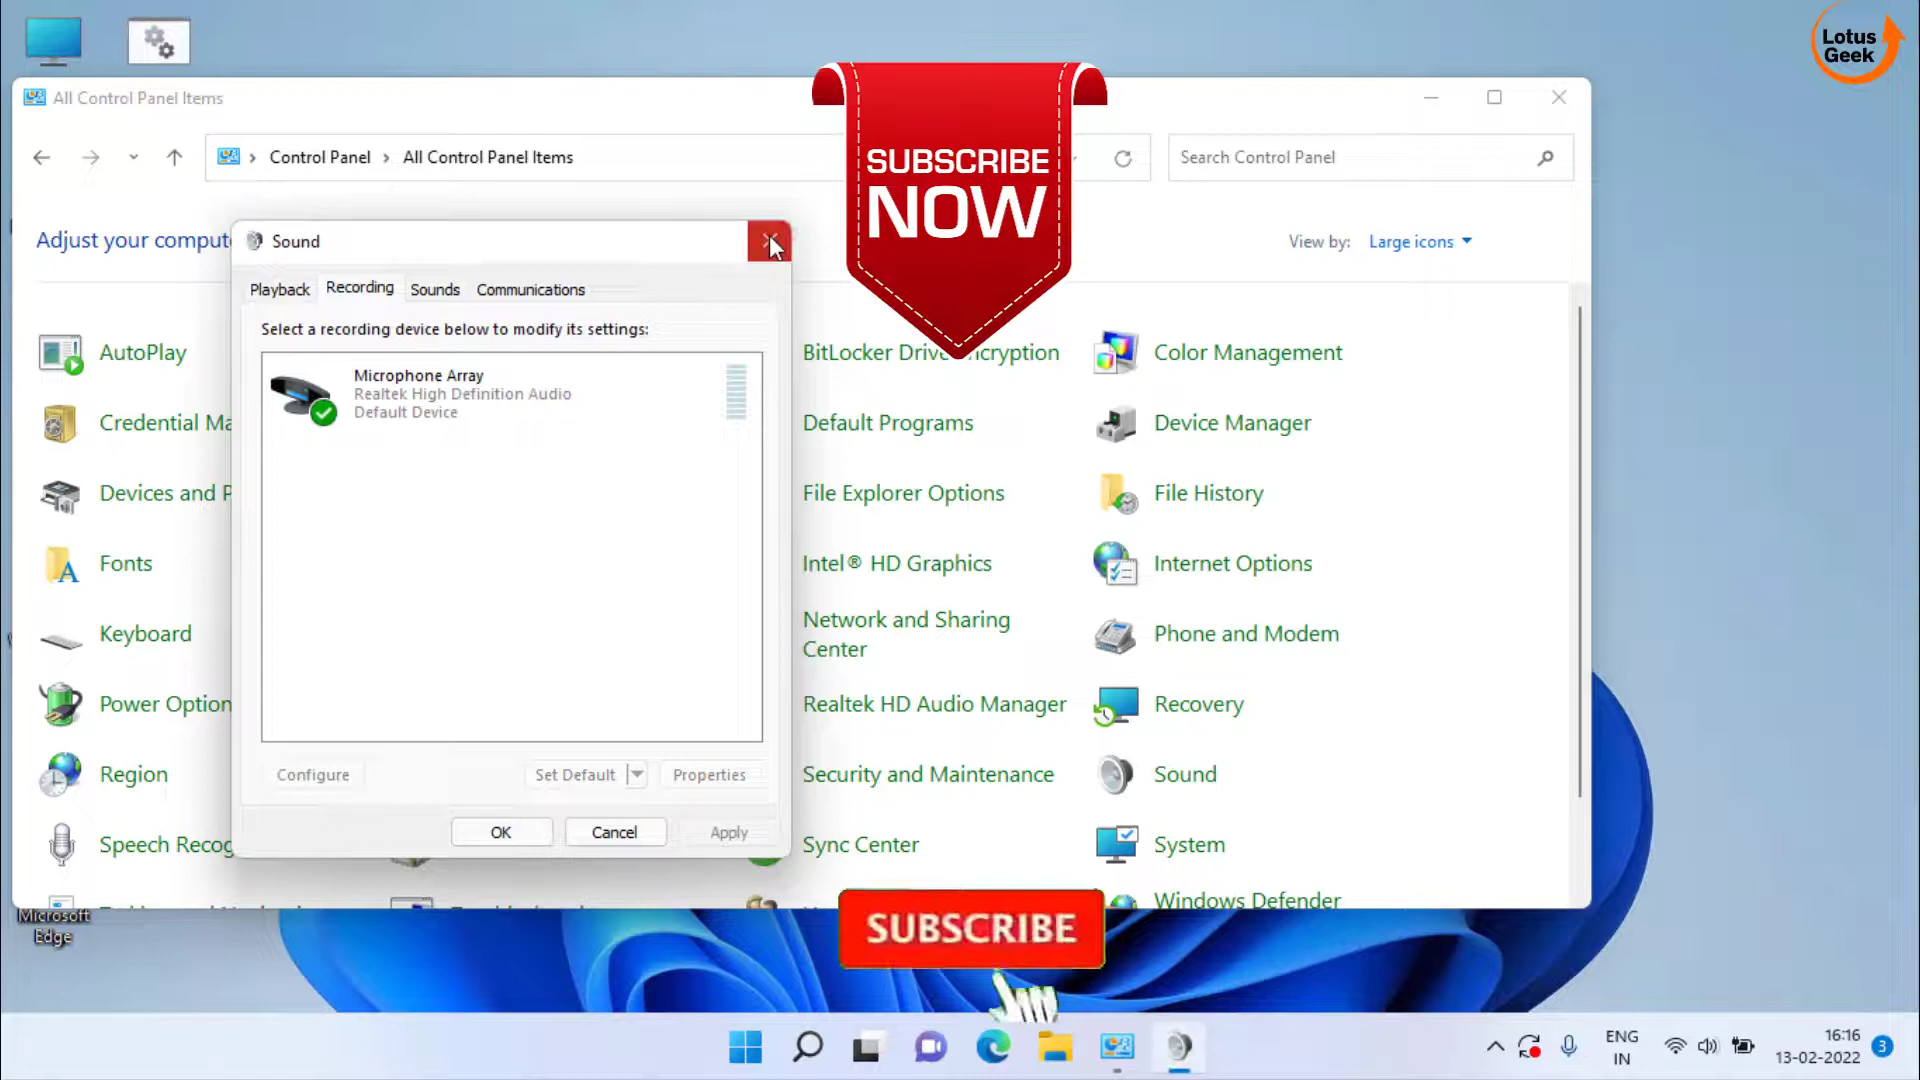 Lotus
Geek
All Control Panel Items
Control Panel
All Control Panel Items
Search Control Panel
SUBSCRIBE
NOW
Adjust your comput
View by:
Large icons
Sound
Playback
Recording
Sounds
Communications
Select a recording device below to modify its settings:
Microphone Array
Realtek High Definition Audio
Default Device
Configure
Set Default
Properties
OK
Cancel
Apply
AutoPlay
Credential Ma
Devices and P
Fonts
Keyboard
Power Option
Region
Speech Recog
BitLocker Drive Encryption
Default Programs
File Explorer Options
Intel® HD Graphics
Network and Sharing
Center
Realtek HD Audio Manager
Security and Maintenance
Sync Center
Color Management
Device Manager
File History
Internet Options
Phone and Modem
Recovery
Sound
System
Windows Defender
Microsoft
Edge
SUBSCRIBE
ENG
IN
16:16
13-02-2022
3